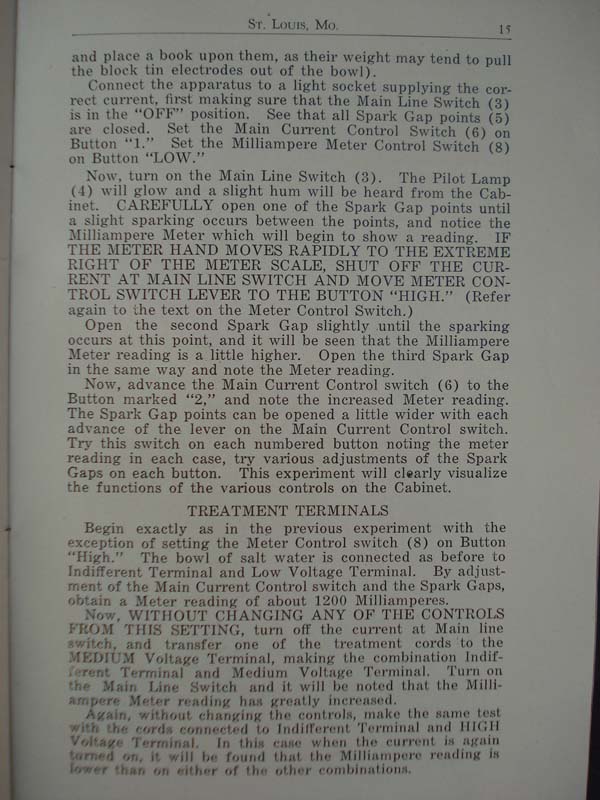 St. Louis, Mo. 15
and place a book upon them, as their weight may tend to pull
the block tin electrodes out of the bowl).
Connect the apparatus to a light socket supplying the cor-
rect current, first making sure that the Main Line Switch (3)
is in the “OFF” position. See that all Spark Gap points (5)
are closed. Set the Main Current Control Switch (6) on
Button “1.” Set the Milliampere Meter Control Switch (8)
on Button “LOW.”
Now, turn on the Main Line Switch (3). The Pilot Lamp
(4) will glow and a slight hum will be heard from the Cab-
inet. CAREFULLY open one of the Spark Gap points until
a slight sparking occurs between the points, and notice the
Milliampere Meter which will begin to show a reading. IF
THE METER HAND MOVES RAPIDLY TO THE EXTREME
RIGHT OF THE METER SCALE, SHUT OFF THE CUR-
RENT AT MAIN LINE SWITCH AND MOVE METER CON-
TROL SWITCH LEVER TO THE BUTTON “HIGH.” (Refer
again to the text on the Meter Control Switch.)
Open the second Spark Gap slightly until the sparking
occurs at this point, and it will be seen that the Milliampere
Meter reading is a little higher. Open the third Spark Gap
in the same way and note the Meter reading.
Now, advance the Main Current Control switch (6) to the
Button marked “2,” and note the increased Meter reading.
The Spark Gap points can be opened a little wider with each
advance of the lever on the Main Current Control switch.
Try this switch on each numbered button noting the meter
reading in each case, try various adjustments of the Spark
Gaps on each button. This experiment will clearly visualize
the functions of the various controls on the Cabinet.
TREATMENT TERMINALS
Begin exactly as in the previous experiment with the
exception of setting the Meter Control switch (8) on Button
“High.” The bowl of salt water is connected as before to
Indifferent Terminal and Low Voltage Terminal. By adjust-
ment of the Main Current Control switch and the Spark Gaps,
obtain a Meter reading of about 1200 Milliamperes.
Now, WITHOUT CHANGING ANY OF THE CONTROLS
FROM THIS SETTING, turn off the current at Main line
switch, and transfer one of the treatment cords to the
MEDIUM Voltage Terminal, making the combination Indif-
ferent Terminal and Medium Voltage Terminal. Turn on
the Main Line Switch and it will be noted that the Milli-
ampere Meter reading has greatly increased.
Again, without changing the controls, make the same test
with the cords connected to Indifferent Terminal and HIGH
Voltage Terminal. In this case when the current is again
turned on, it will be found that the Milliampere reading is
lower than on either of the other combinations.